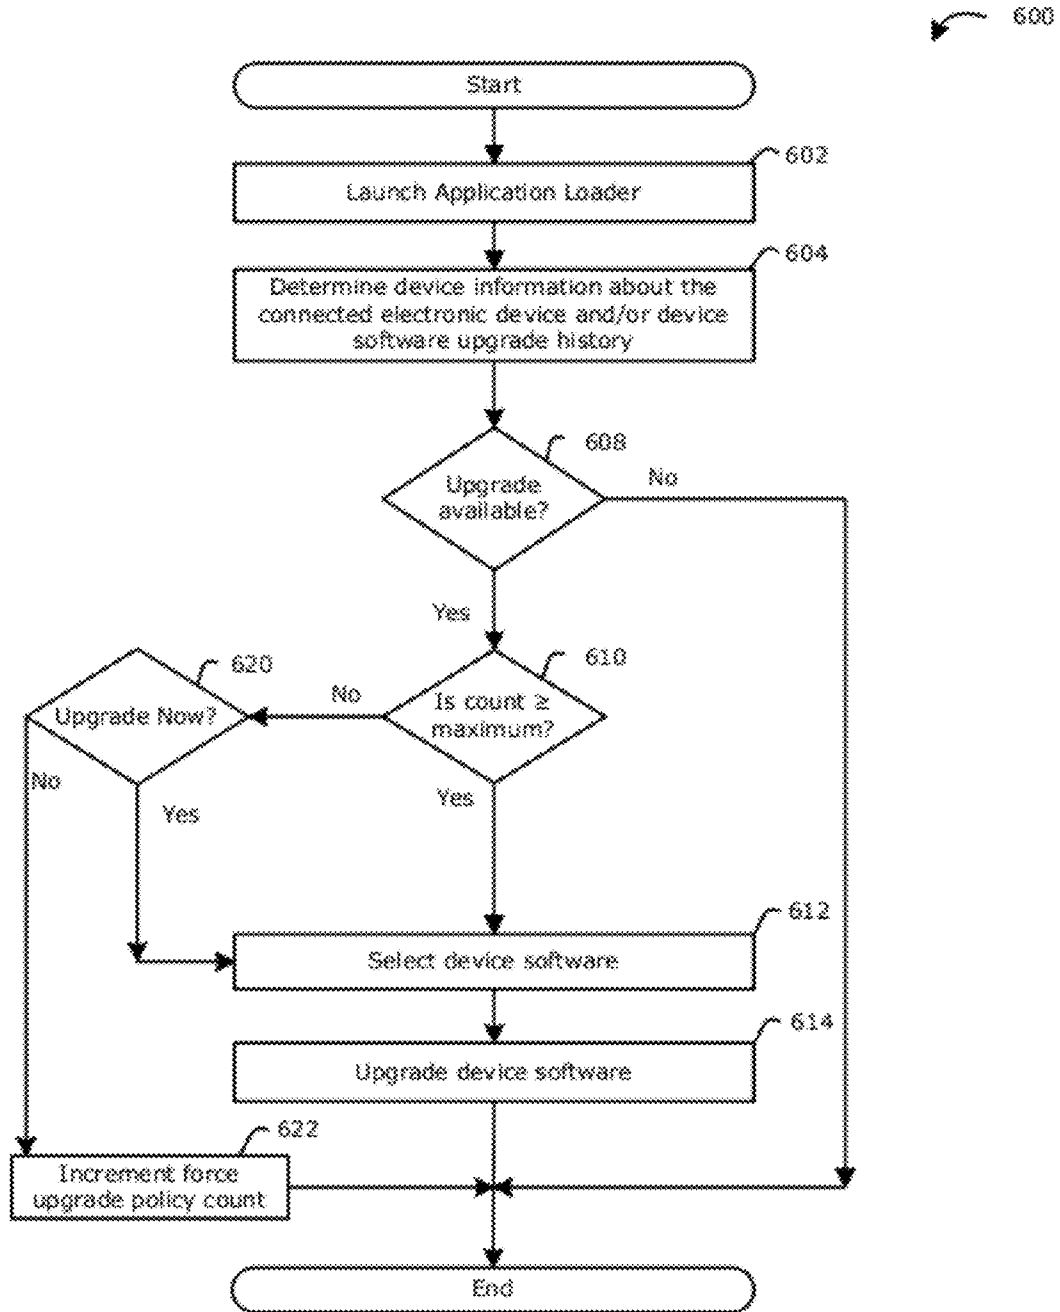 600
Start
602
Launch Application Loader
604
Determine device information about the
connected electronic device and/or device
software upgrade history
608
Upgrade
available?
No
Yes
620
Upgrade Now?
No
610
Is count ≥
maximum?
No
Yes
Yes
612
Select device software
614
Upgrade device software
622
Increment force
upgrade policy count
End